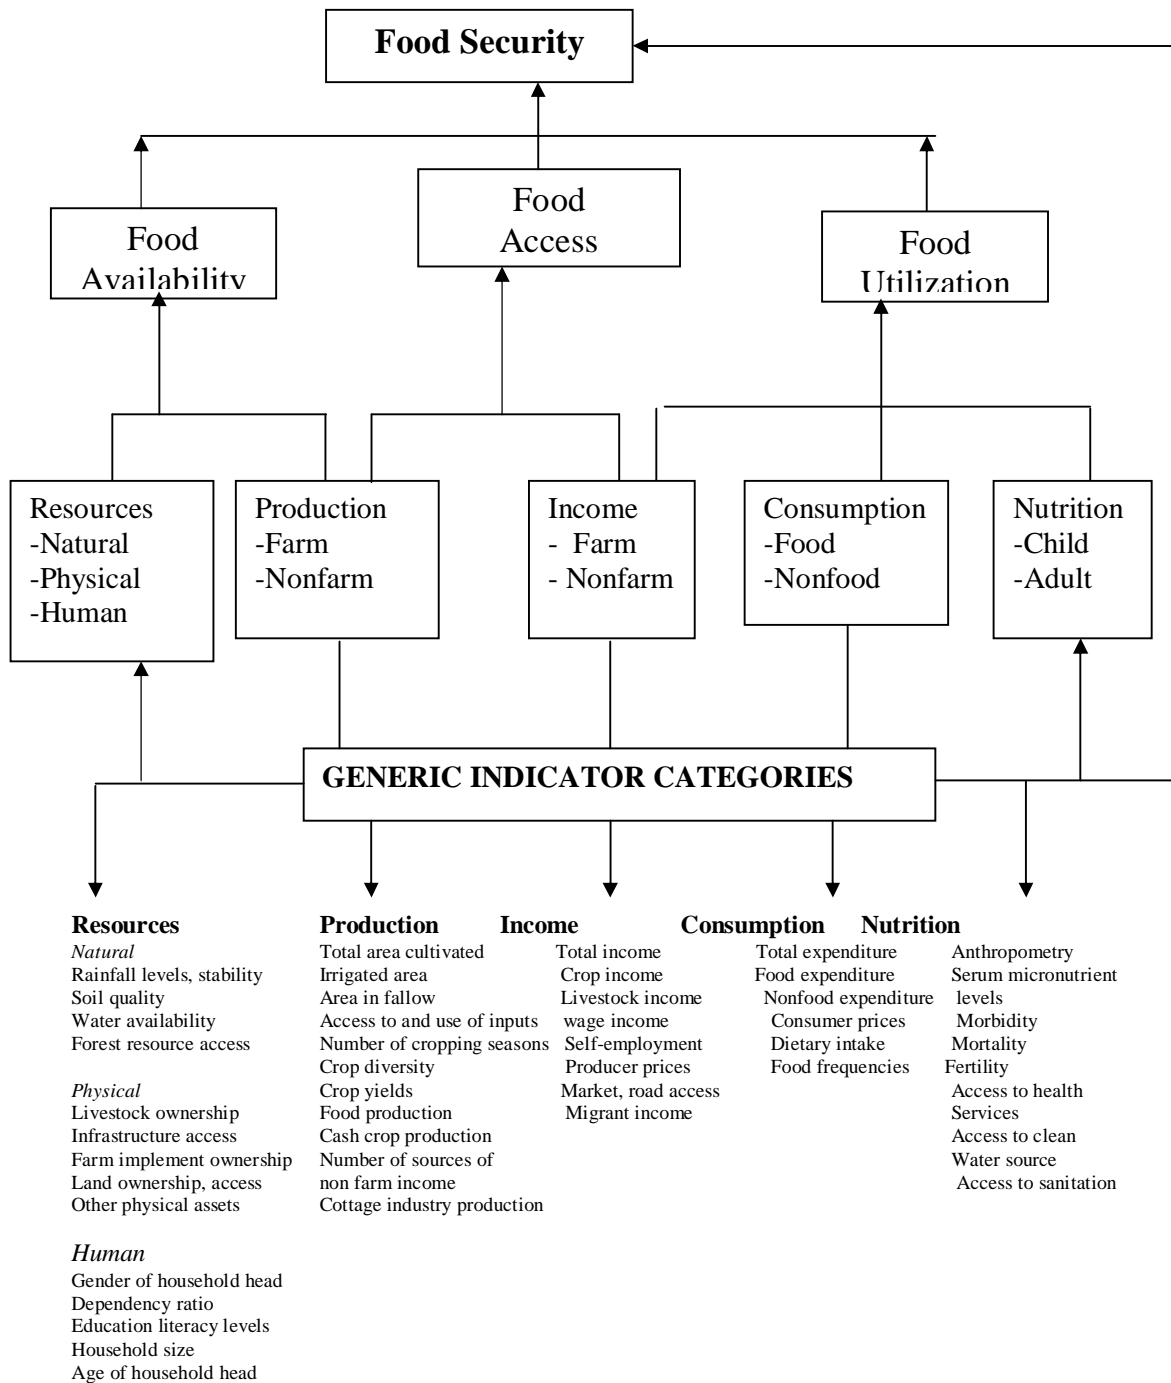 Food Security
Food
Availability
Food
Access
Food
Utilization
Resources
-Natural
-Physical
-Human
Production
-Farm
-Nonfarm
Income
- Farm
- Nonfarm
Consumption
-Food
-Nonfood
Nutrition
-Child
-Adult
GENERIC INDICATOR CATEGORIES
Resources
Natural
Rainfall levels, stability
Soil quality
Water availability
Forest resource access
Physical
Livestock ownership
Infrastructure access
Farm implement ownership
Land ownership, access
Other physical assets
Human
Gender of household head
Dependency ratio
Education literacy levels
Household size
Age of household head
Production
Total area cultivated
Irrigated area
Area in fallow
Access to and use of inputs
Number of cropping seasons
Crop diversity
Crop yields
Food production
Cash crop production
Number of sources of
non farm income
Cottage industry production
Income
Total income
Crop income
Livestock income
wage income
Self-employment
Producer prices
Market, road access
Migrant income
Consumption
Total expenditure
Food expenditure
Nonfood expenditure
Consumer prices
Dietary intake
Food frequencies
Nutrition
Anthropometry
Serum micronutrient
levels
Morbidity
Mortality
Fertility
Access to health
Services
Access to clean
Water source
Access to sanitation